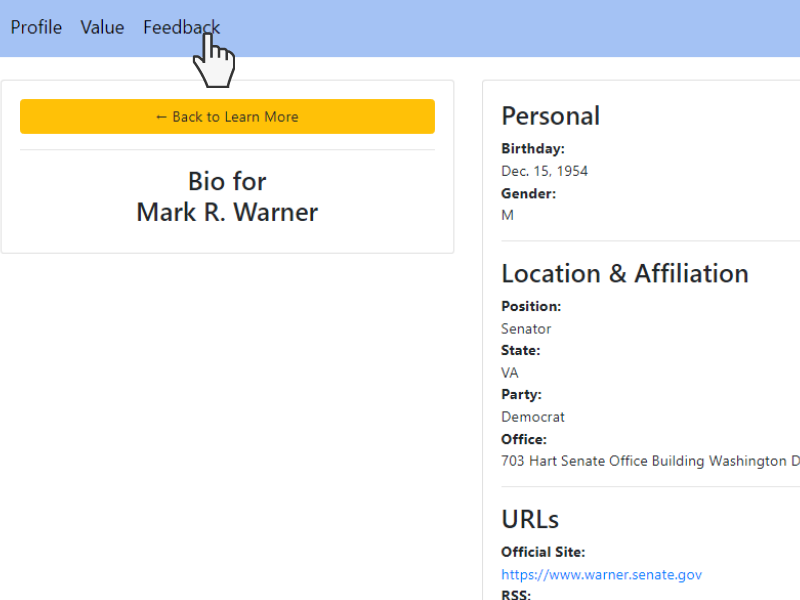 Profile Value Feedback
← Back to Learn More
Bio for
Mark R. Warner
Personal
Birthday:
Dec. 15, 1954
Gender:
M
Location & Affiliation
Position:
Senator
State:
VA
Party:
Democrat
Office:
703 Hart Senate Office Building Washington D
URLs
Official Site:
https://www.warner.senate.gov
RSS: